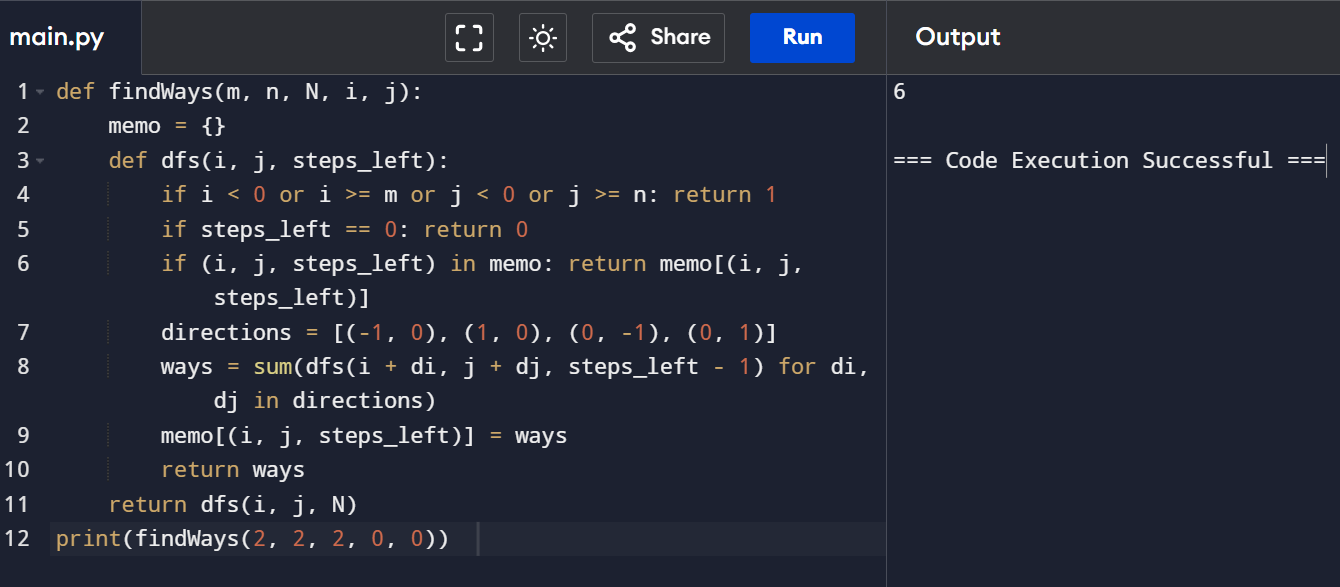 main.py Share Run Output
1 def findWays(m, n, N, i, j):
2     memo = {}
3     def dfs(i, j, steps_left):
4         if i < 0 or i >= m or j < 0 or j >= n: return 1
5         if steps_left == 0: return 0
6         if (i, j, steps_left) in memo: return memo[(i, j,
            steps_left)]
7         directions = [(-1, 0), (1, 0), (0, -1), (0, 1)]
8         ways = sum(dfs(i + di, j + dj, steps_left - 1) for di,
            dj in directions)
9         memo[(i, j, steps_left)] = ways
10         return ways
11     return dfs(i, j, N)
12 print(findWays(2, 2, 2, 0, 0))
6
=== Code Execution Successful ===